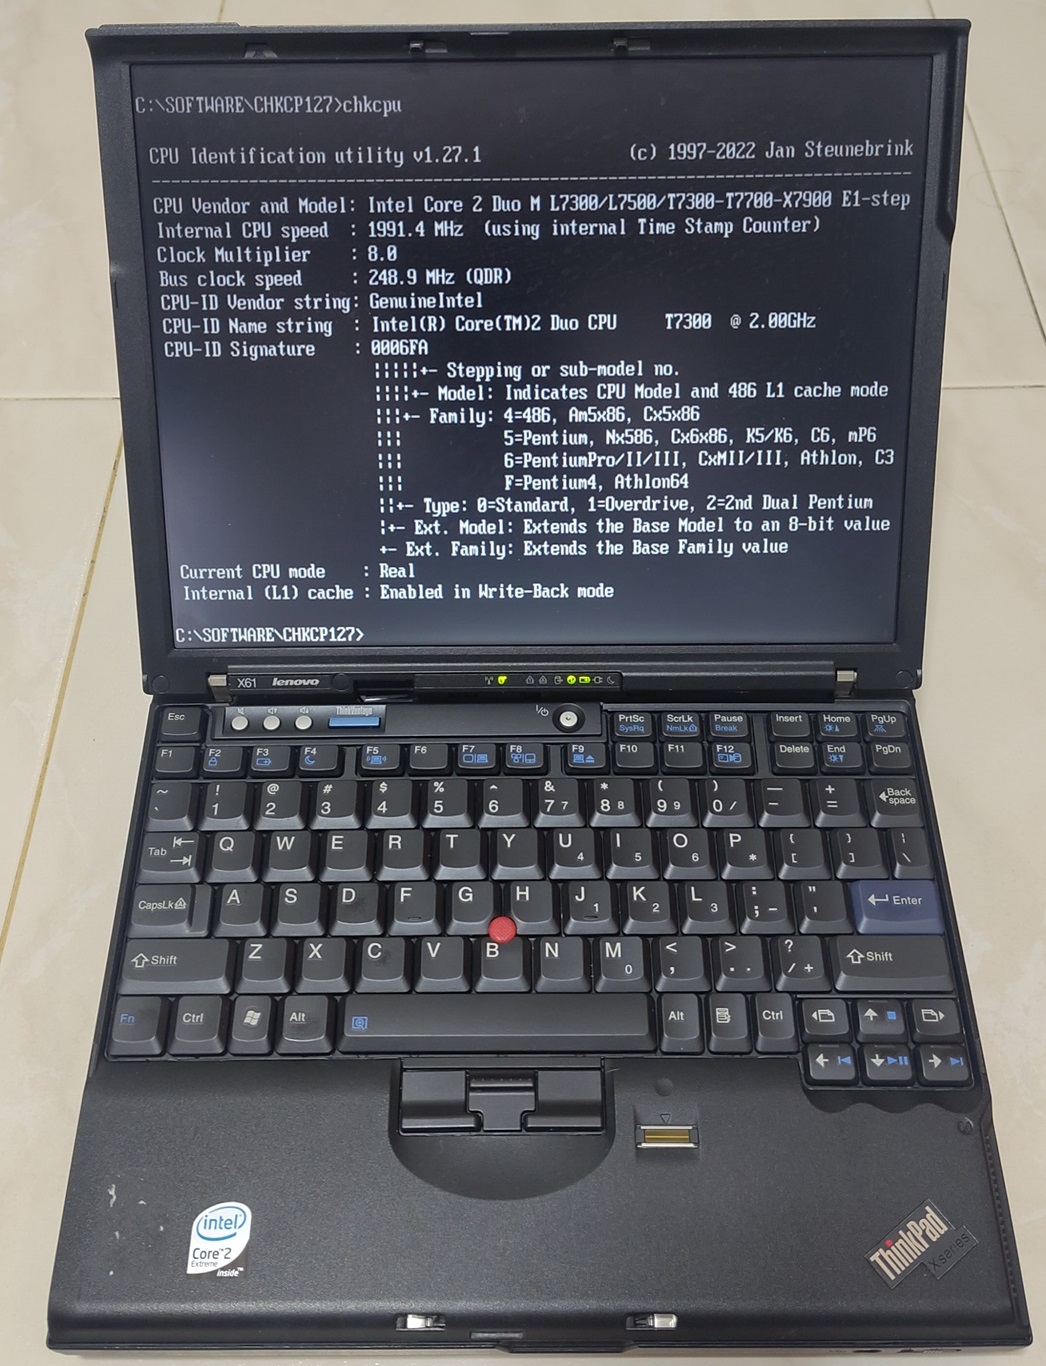 C:\SOFTWARE\CHKCP127>chkcpu
CPU Identification utility v1.27.1 (c) 1997-2022 Jan Steunebrink
CPU Vendor and Model: Intel Core 2 Duo M L7300/L7500/T7300-T7700-X7900 E1-step
Internal CPU speed : 1991.4 MHz (using internal Time Stamp Counter)
Clock Multiplier : 8.0
Bus clock speed : 248.9 MHz (QDR)
CPU-ID Vendor string: GenuineIntel
CPU-ID Name string : Intel(R) Core(TM)2 Duo CPU T7300 @ 2.00GHz
CPU-ID Signature : 0006FA
¦¦¦¦¦+- Stepping or sub-model no.
¦¦¦¦+- Model: Indicates CPU Model and 486 L1 cache mode
¦¦¦+- Family: 4=486, Am5x86, Cx5x86
¦¦¦ 5=Pentium, Nx586, Cx6x86, K5/K6, C6, mP6
¦¦¦ 6=PentiumPro/II/III, CxMII/III, Athlon, C3
¦¦¦ F=Pentium4, Athlon64
¦¦+- Type: 0=Standard, 1=Overdrive, 2=2nd Dual Pentium
¦+- Ext. Model: Extends the Base Model to an 8-bit value
+- Ext. Family: Extends the Base Family value
Current CPU mode : Real
Internal (L1) cache : Enabled in Write-Back mode
C:\SOFTWARE\CHKCP127>
X61 lenovo
ThinkVantage
Esc PrtSc SysRq ScrLk NmLk Pause Break Insert Home PgUp
F1 F2 F3 F4 F5 F6 F7 F8 F9 F10 F11 F12 Delete End PgDn
~ ` ! 1 @ 2 # 3 $ 4 % 5 ^ 6 & 7 7 * 8 8 ( 9 9 ) 0 / — - + = Back space
Tab Q W E R T Y U 4 I 5 O 6 P * { [ } ] ¦ \
CapsLk A S D F G H J 1 K 2 L 3 : ; - " ' Enter
Shift Z X C V B N M 0 < , > . . ? / + Shift
Fn Ctrl Alt Alt Ctrl
intel
Core™2
Extreme
inside™
ThinkPad
X series